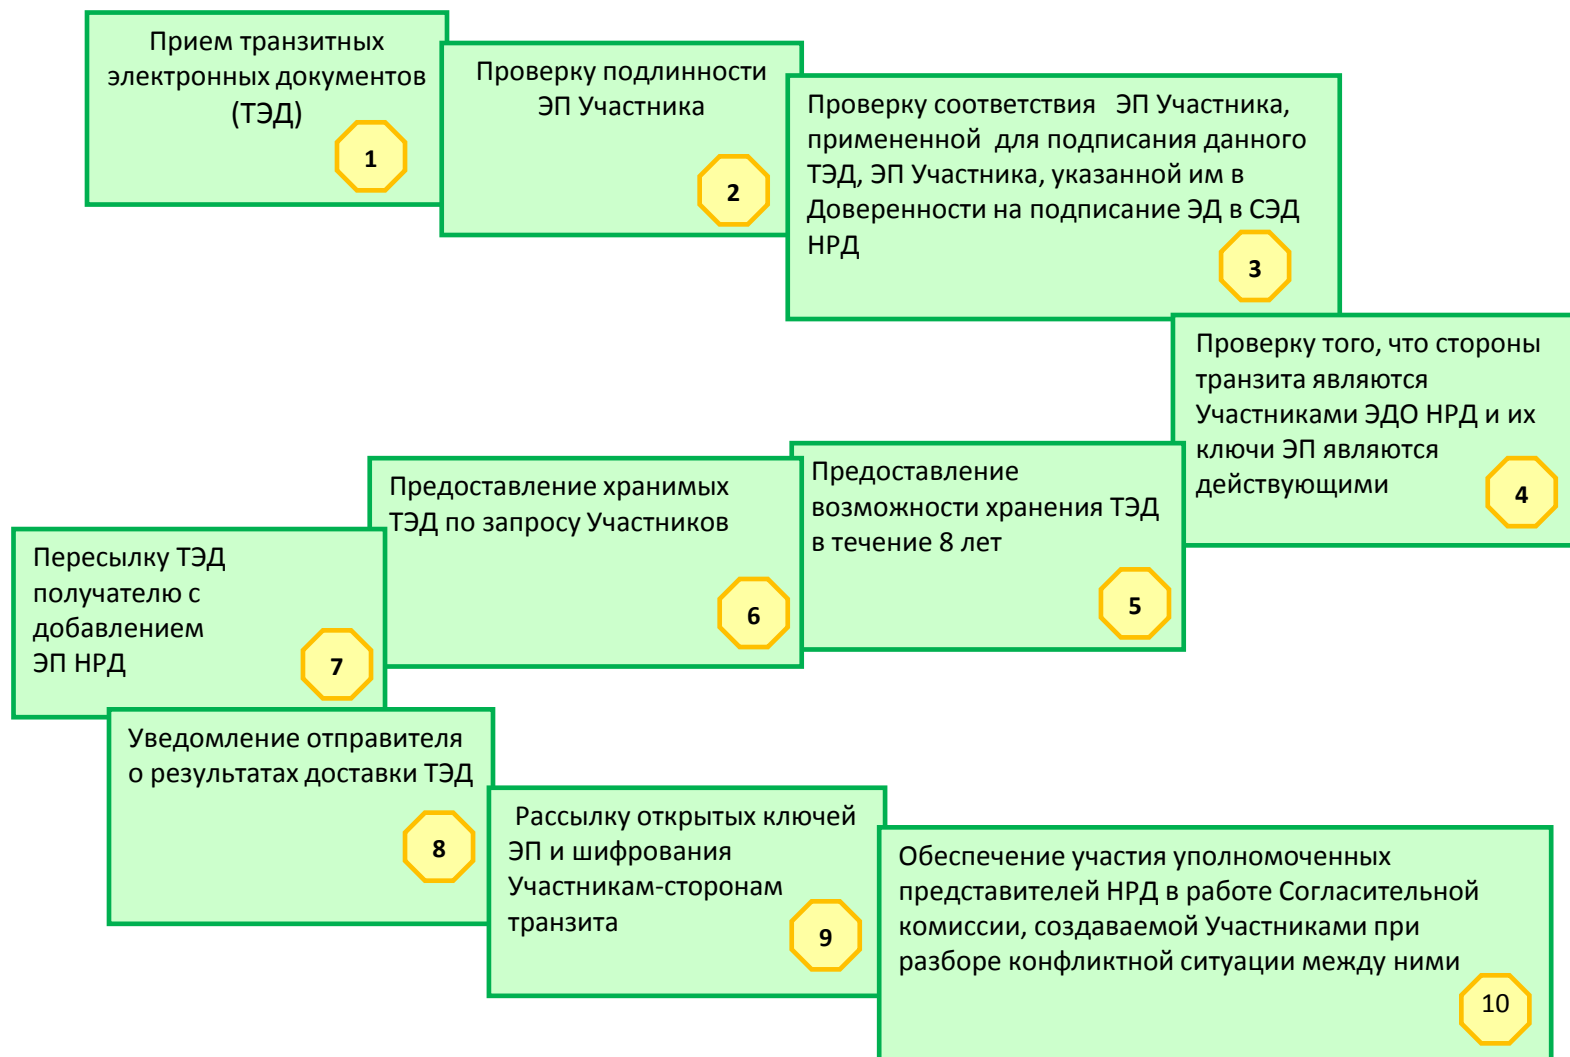 Прием транзитных
электронных документов
(ТЭД)
1
Проверку подлинности
ЭП Участника
2
Проверку соответствия ЭП Участника,
примененной для подписания данного
ТЭД, ЭП Участника, указанной им в
Доверенности на подписание ЭД в СЭД
НРД
3
Проверку того, что стороны
транзита являются
Участниками ЭДО НРД и их
ключи ЭП являются
действующими
4
Предоставление
возможности хранения ТЭД
в течение 8 лет
5
Предоставление хранимых
ТЭД по запросу Участников
6
Пересылку ТЭД
получателю с
добавлением
ЭП НРД
7
Уведомление отправителя
о результатах доставки ТЭД
8
Рассылку открытых ключей
ЭП и шифрования
Участникам-сторонам
транзита
9
Обеспечение участия уполномоченных
представителей НРД в работе Согласительной
комиссии, создаваемой Участниками при
разборе конфликтной ситуации между ними
10